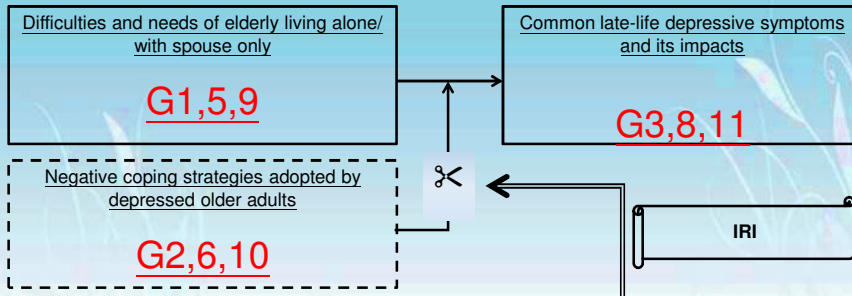 Difficulties and needs of elderly living alone/
with spouse only
G1,5,9
Common late-life depressive symptoms
and its impacts
G3,8,11
Negative coping strategies adopted by
depressed older adults
G2,6,10
IRI